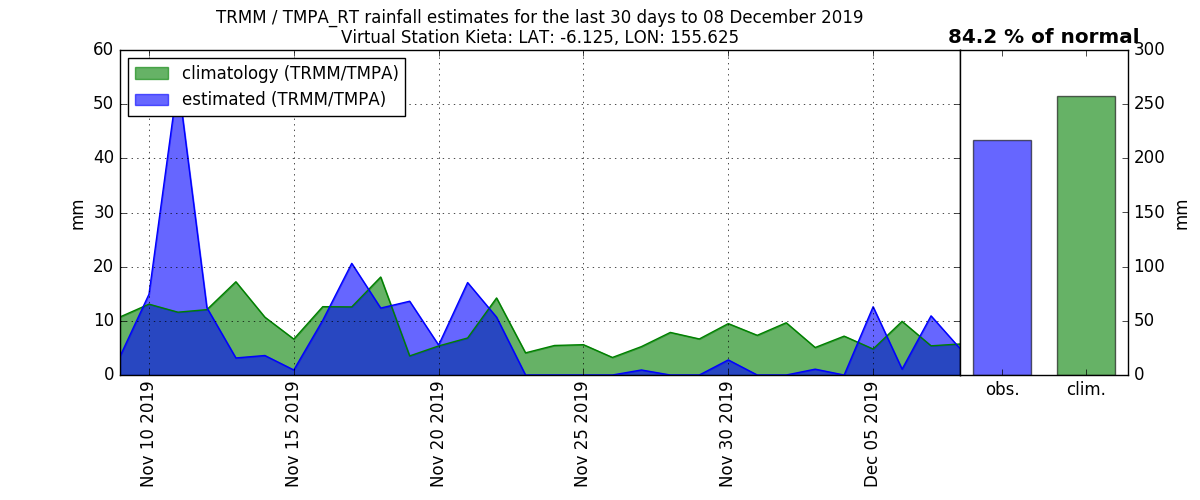 TRMM / TMPA_RT rainfall estimates for the last 30 days to 08 December 2019
Virtual Station Kieta: LAT: -6.125, LON: 155.625
84.2 % of normal
climatology (TRMM/TMPA)
estimated (TRMM/TMPA)
60
50
40
30
20
10
0
mm
Nov 10 2019
Nov 15 2019
Nov 20 2019
Nov 25 2019
Nov 30 2019
Dec 05 2019
obs.
clim.
300
250
200
150
100
50
0
mm